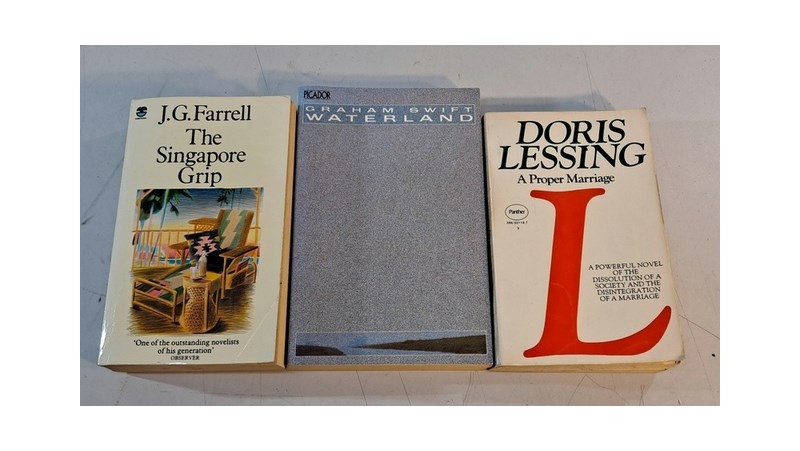 J.G.Farrell
The
Singapore
Grip
'One of the outstanding novelists
of his generation'
OBSERVER
PICADOR
GRAHAM SWIFT
WATERLAND
DORIS
LESSING
A Proper Marriage
Panther
L
A POWERFUL NOVEL
OF THE
DISSOLUTION OF A
SOCIETY AND THE
DISINTEGRATION
OF A MARRIAGE